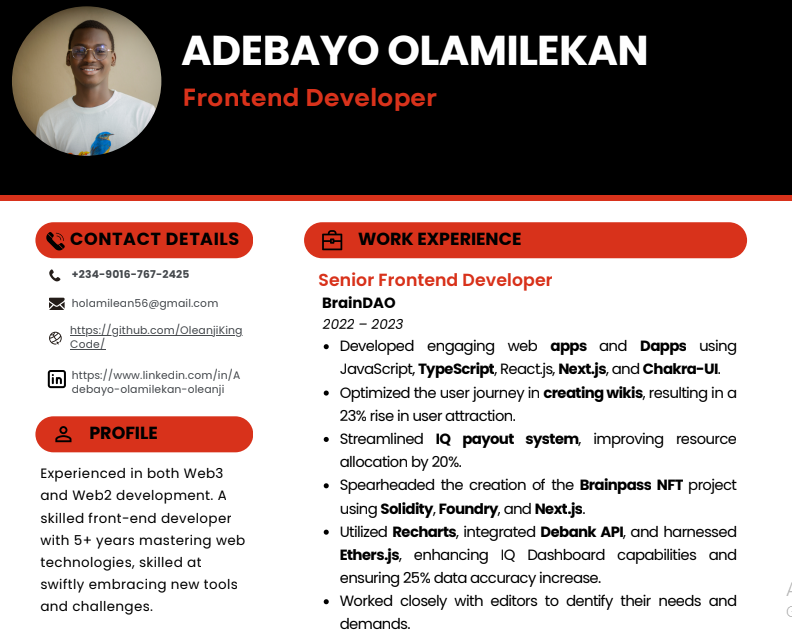 ADEBAYO OLAMILEKAN
Frontend Developer
CONTACT DETAILS
+234-9016-767-2425
holamilean56@gmail.com
https://github.com/OleanjiKing
Code/
https://www.linkedin.com/in/A
debayo-olamilekan-oleanji
PROFILE
Experienced in both Web3
and Web2 development. A
skilled front-end developer
with 5+ years mastering web
technologies, skilled at
swiftly embracing new tools
and challenges.
WORK EXPERIENCE
Senior Frontend Developer
BrainDAO
2022 – 2023
• Developed engaging web apps and Dapps using
JavaScript, TypeScript, React.js, Next.js, and Chakra-UI.
• Optimized the user journey in creating wikis, resulting in a
23% rise in user attraction.
• Streamlined IQ payout system, improving resource
allocation by 20%.
• Spearheaded the creation of the Brainpass NFT project
using Solidity, Foundry, and Next.js.
• Utilized Recharts, integrated Debank API, and harnessed
Ethers.js, enhancing IQ Dashboard capabilities and
ensuring 25% data accuracy increase.
• Worked closely with editors to dentify their needs and
demands.